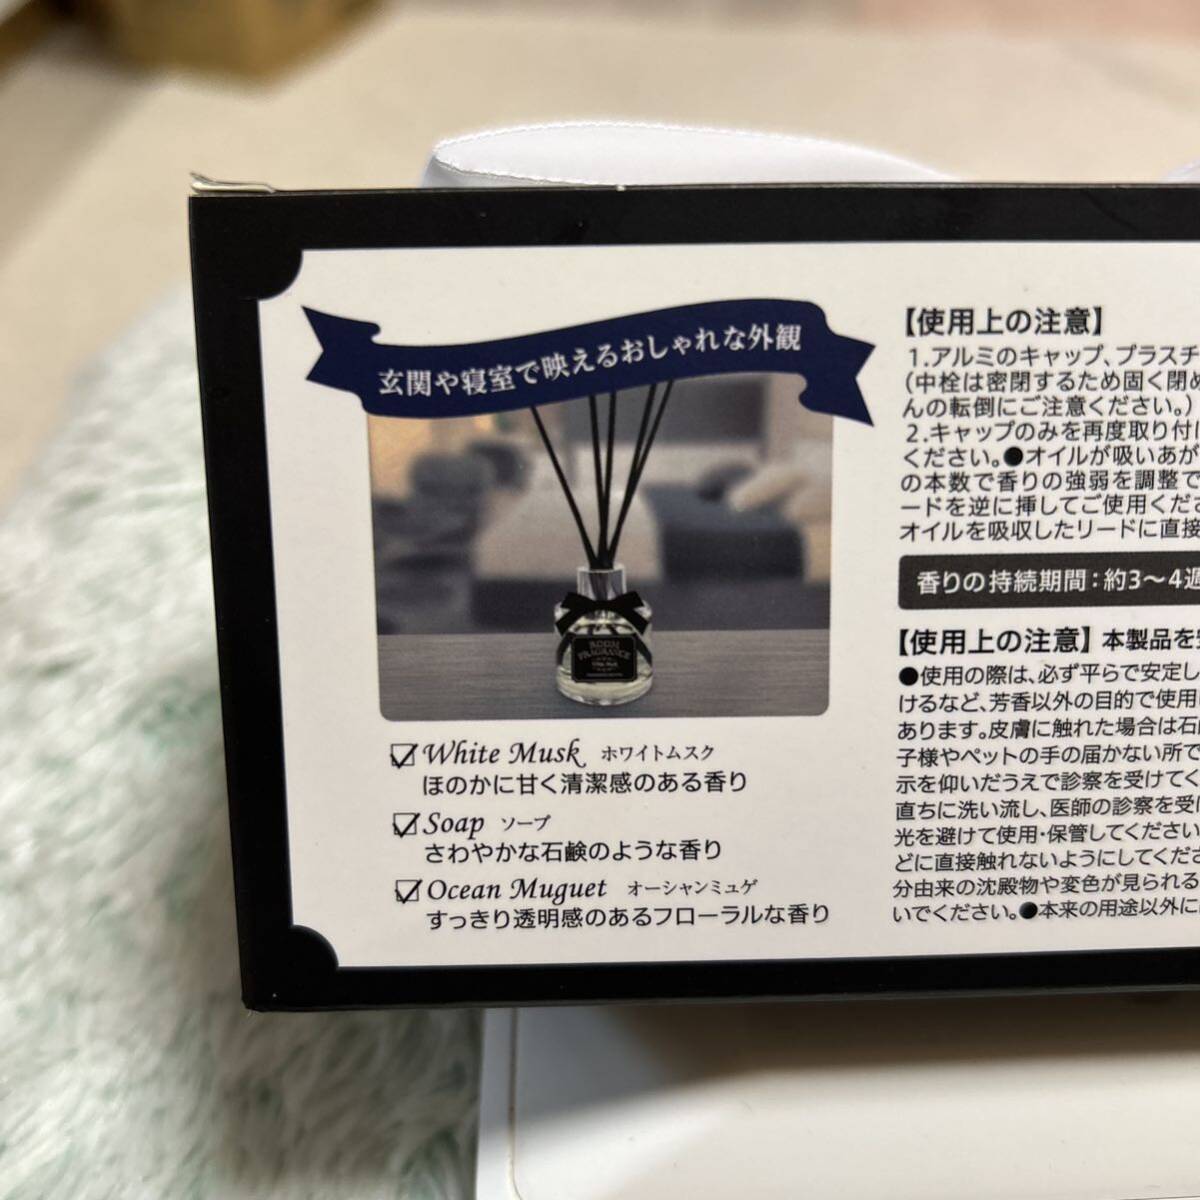 玄関や寝室で映えるおしゃれな外観
ROOM
FRAGRANCE
White Musk ホワイトムスク
ほのかに甘く清潔感のある香り
Soap ソープ
さわやかな石鹸のような香り
Ocean Muguet オーシャンミュゲ
すっきり透明感のあるフローラルな香り
【使用上の注意】
1.アルミのキャップ、プラスチ
(中栓は密閉するため固く閉め
んの転倒にご注意ください。)
2.キャップのみを再度取り付け
ください。●オイルが吸いあが
の本数で香りの強弱を調整で
ードを逆に挿してご使用くださ
オイルを吸収したリードに直接
香りの持続期間:約3〜4週
【使用上の注意】本製品を
●使用の際は、必ず平らで安定し
けるなど、芳香以外の目的で使用
あります。皮膚に触れた場合は石
子様やペットの手の届かない所で
示を仰いだうえで診察を受けてく
直ちに洗い流し、医師の診察を受け
光を避けて使用・保管してください
どに直接触れないようにしてくださ
分由来の沈殿物や変色が見られる
いでください。●本来の用途以外に